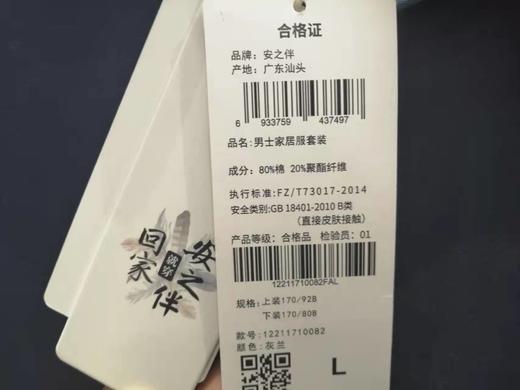 合格证
品牌：安之伴
产地：广东汕头
6 933759 437497
品名：男士家居服套装
成分：80%棉 20%聚酯纤维
执行标准：FZ/T73017-2014
安全类别：GB 18401-2010 B类
（直接皮肤接触）
产品等级：合格品 检验员：01
12211710082FAL
规格：上装170/92B
下装170/80B
款号：12211710082
颜色：灰兰
L
回家
就穿
安之伴